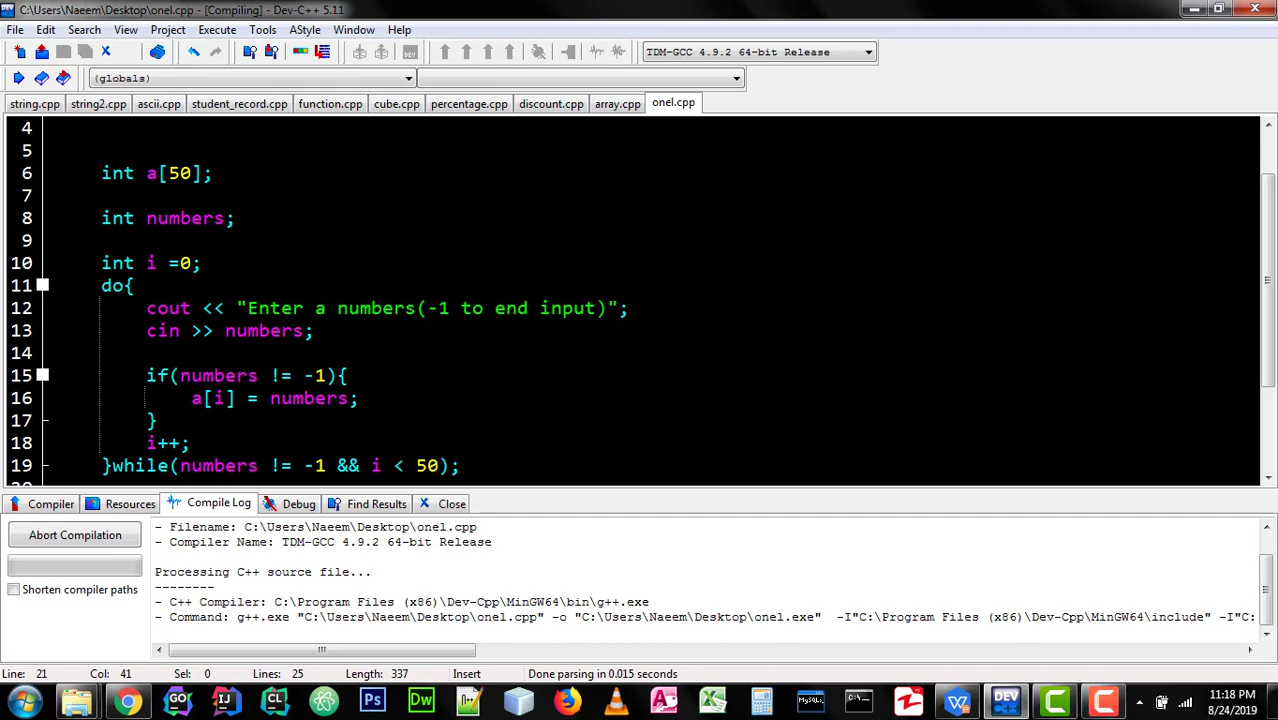 C:\Users\Naeem\Desktop\onel.cpp - [Compiling] - Dev-C++ 5.11
File Edit Search View Project Execute Tools AStyle Window Help
TDM-GCC 4.9.2 64-bit Release
(globals)
string.cpp string2.cpp ascii.cpp student_record.cpp function.cpp cube.cpp percentage.cpp discount.cpp array.cpp onel.cpp
4
5
6 int a[50];
7
8 int numbers;
9
10 int i =0;
11 do{
12 cout << "Enter a numbers(-1 to end input)";
13 cin >> numbers;
14
15 if(numbers != -1){
16 a[i] = numbers;
17 }
18 i++;
19 }while(numbers != -1 && i < 50);
Compiler Resources Compile Log Debug Find Results Close
Abort Compilation
Shorten compiler paths
- Filename: C:\Users\Naeem\Desktop\onel.cpp
- Compiler Name: TDM-GCC 4.9.2 64-bit Release
Processing C++ source file...
--------
- C++ Compiler: C:\Program Files (x86)\Dev-Cpp\MinGW64\bin\g++.exe
- Command: g++.exe "C:\Users\Naeem\Desktop\onel.cpp" -o "C:\Users\Naeem\Desktop\onel.exe" -I"C:\Program Files (x86)\Dev-Cpp\MinGW64\include" -I"C:
Line: 21 Col: 41 Sel: 0 Lines: 25 Length: 337 Insert Done parsing in 0.015 seconds
GO IJ CL Ps Dw MySQL DEV C C
11:18 PM
8/24/2019